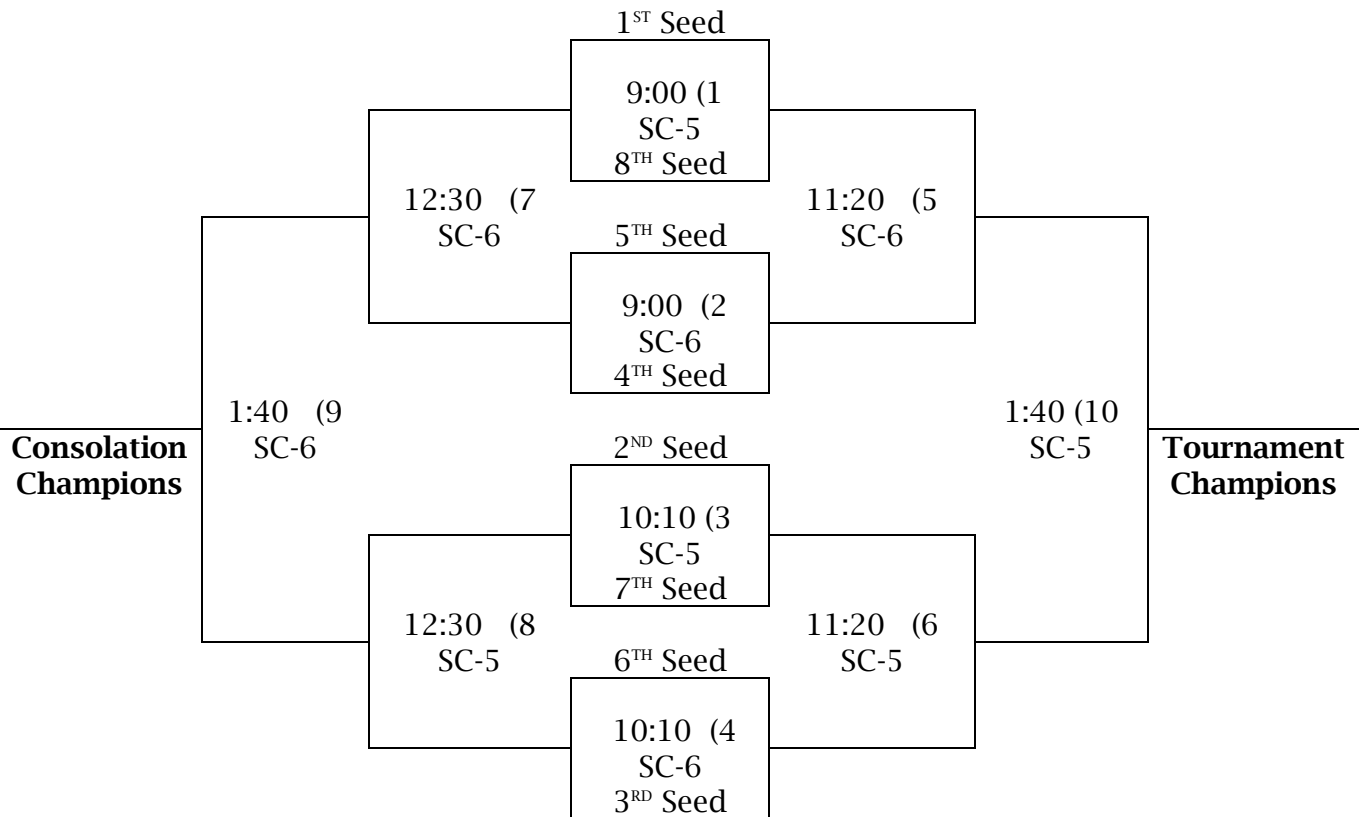 1ST Seed
9:00 (1
SC-5
8TH Seed
12:30 (7
SC-6
11:20 (5
SC-6
5TH Seed
9:00 (2
SC-6
4TH Seed
1:40 (9
SC-6
1:40 (10
SC-5
Consolation
Champions
2ND Seed
Tournament
Champions
10:10 (3
SC-5
7TH Seed
12:30 (8
SC-5
11:20 (6
SC-5
6TH Seed
10:10 (4
SC-6
3RD Seed